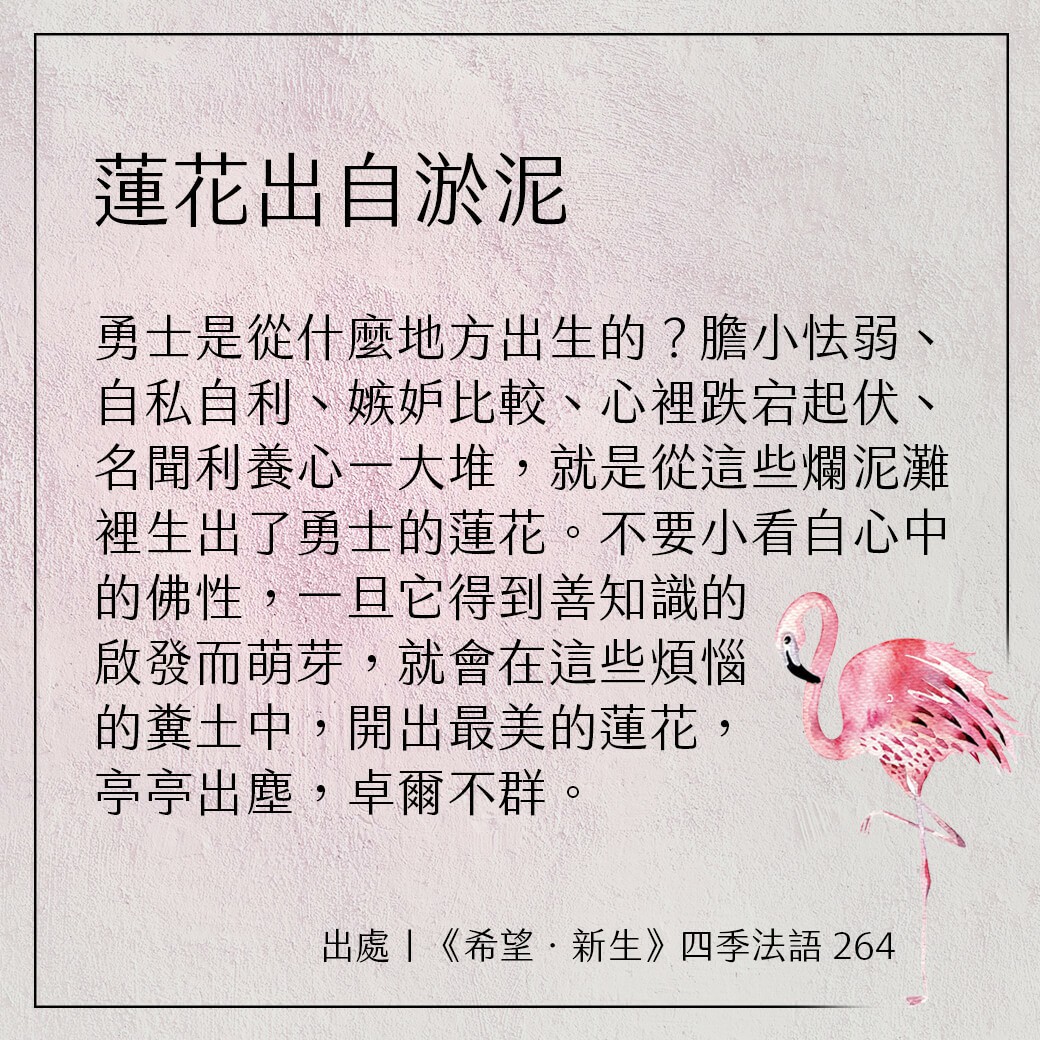 蓮花出自淤泥
勇士是從什麼地方出生的？膽小怯弱、
自私自利、嫉妒比較、心裡跌宕起伏、
名聞利養心一大堆，就是從這些爛泥灘
裡生出了勇士的蓮花。不要小看自心中
的佛性，一旦它得到善知識的
啟發而萌芽，就會在這些煩惱
的糞土中，開出最美的蓮花，
亭亭出塵，卓爾不群。
出處｜《希望．新生》四季法語 264